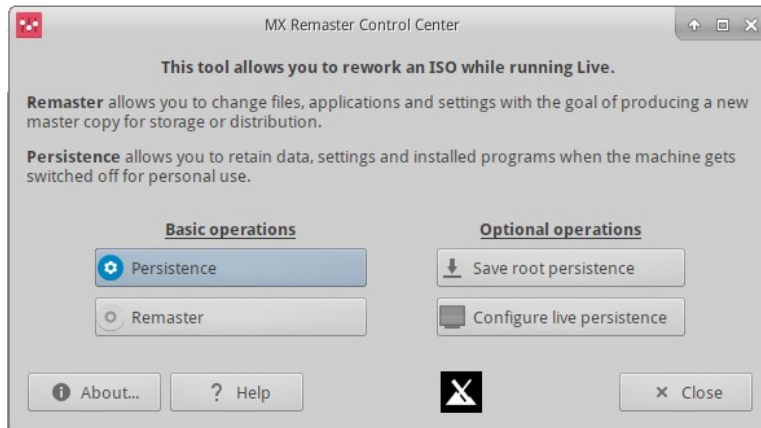 MX Remaster Control Center
This tool allows you to rework an ISO while running Live.
Remaster allows you to change files, applications and settings with the goal of producing a new
master copy for storage or distribution.
Persistence allows you to retain data, settings and installed programs when the machine gets
switched off for personal use.
Basic operations
Optional operations
Persistence
Save root persistence
Remaster
Configure live persistence
About...
? Help
Close